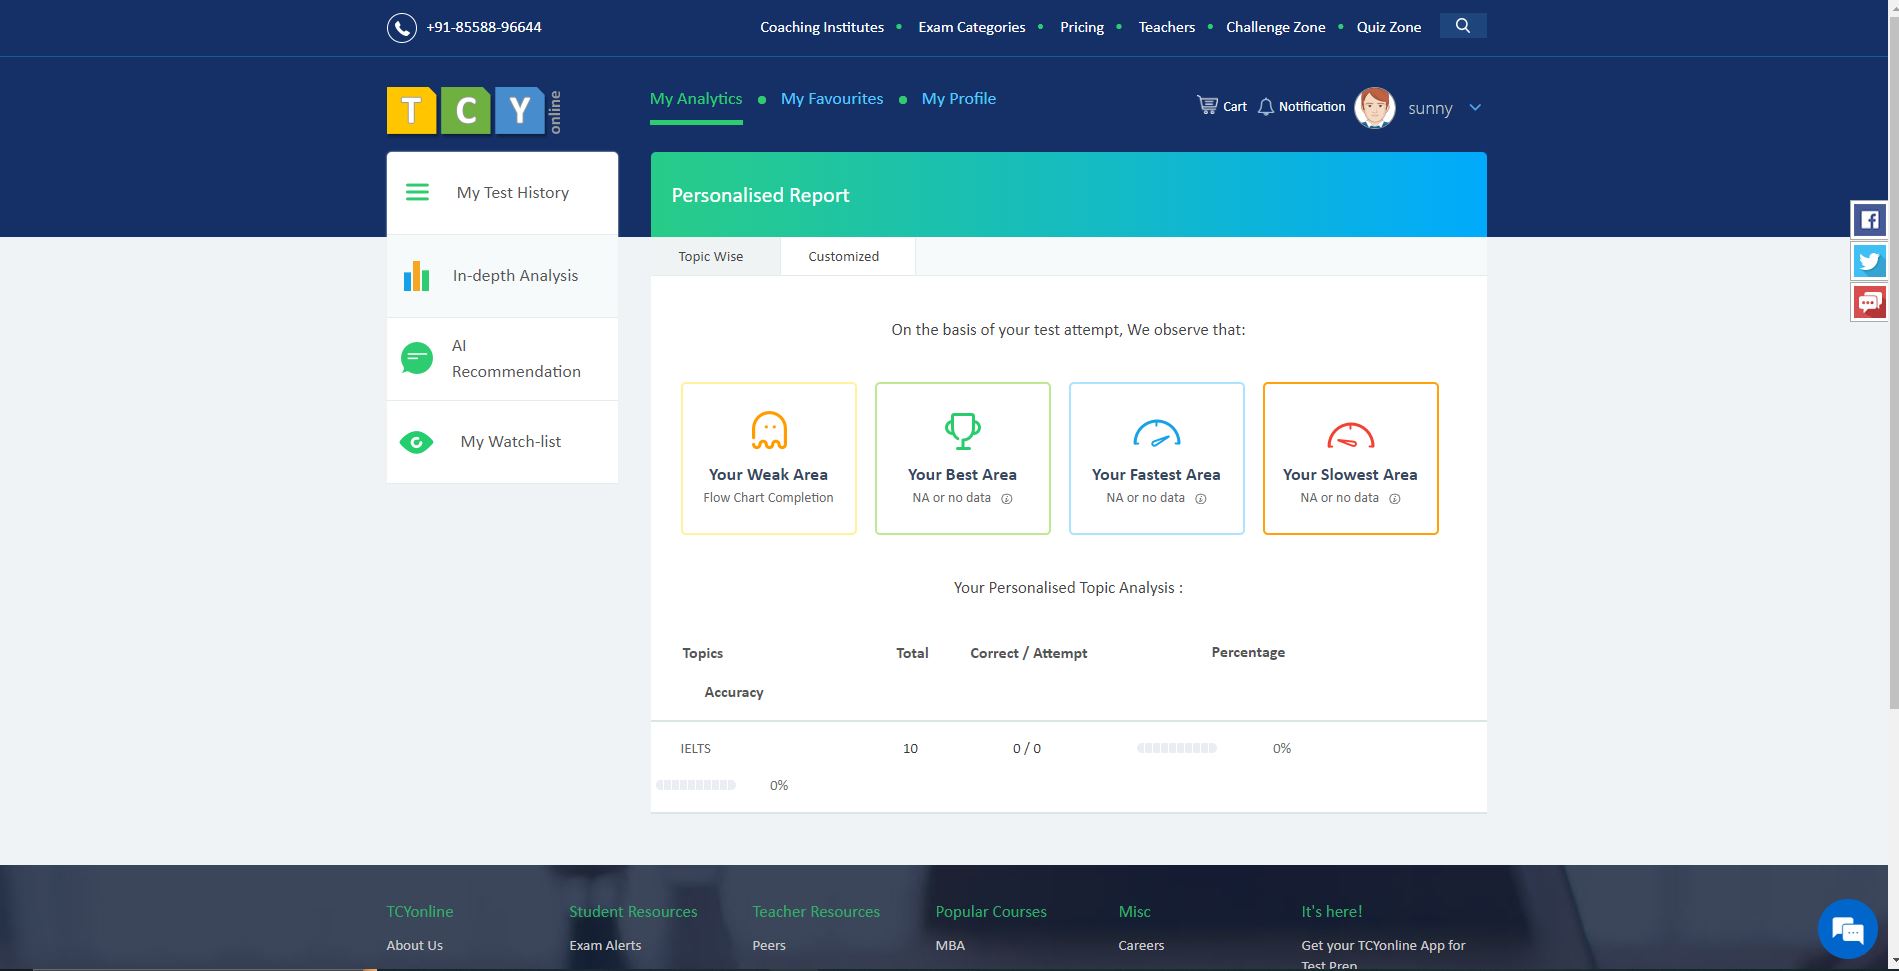 +91-85588-96644
Coaching Institutes • Exam Categories • Pricing • Teachers • Challenge Zone • Quiz Zone
TCY online
My Analytics • My Favourites • My Profile
Cart Notification sunny
My Test History
In-depth Analysis
AI
Recommendation
My Watch-list
Personalised Report
Topic Wise Customized
On the basis of your test attempt, We observe that:
Your Weak Area
Flow Chart Completion
Your Best Area
NA or no data
Your Fastest Area
NA or no data
Your Slowest Area
NA or no data
Your Personalised Topic Analysis :
Topics Total Correct / Attempt Percentage
Accuracy
IELTS 10 0 / 0 0%
0%
TCYonline Student Resources Teacher Resources Popular Courses Misc It's here!
About Us Exam Alerts Peers MBA Careers Get your TCYonline App for
Test Prep